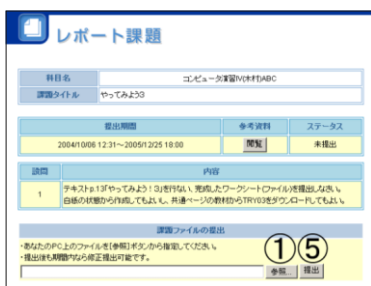 レポート課題
科目名 コンピュータ演習IV(木村)ABC
課題タイトル やってみよう3
提出期間 参考資料 ステータス
2004/10/06 12:31～2005/12/25 18:00 閲覧 未提出
設問 内容
1 テキストp.13「やってみよう！3」を行ない、完成したワークシート(ファイル)を提出しなさい。
白紙の状態から作成してもよいし、共通ページの教材からTRY03をダウンロードしてもよい。
課題ファイルの提出
・あなたのPC上のファイルを[参照]ボタンから指定してください。
・提出後も期間内なら修正提出可能です。
①⑤
参照... 提出